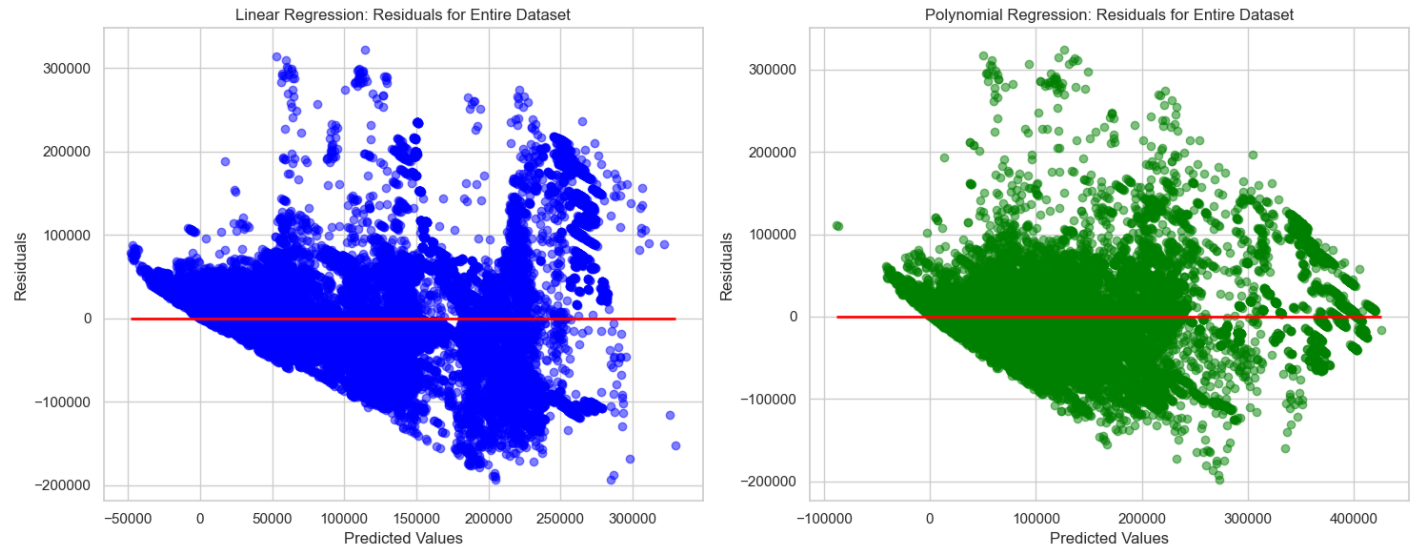 Linear Regression: Residuals for Entire Dataset
300000
200000
100000
0
−100000
−200000
Residuals
−50000 0 50000 100000 150000 200000 250000 300000
Predicted Values
Polynomial Regression: Residuals for Entire Dataset
300000
200000
100000
0
−100000
−200000
Residuals
−100000 0 100000 200000 300000 400000
Predicted Values